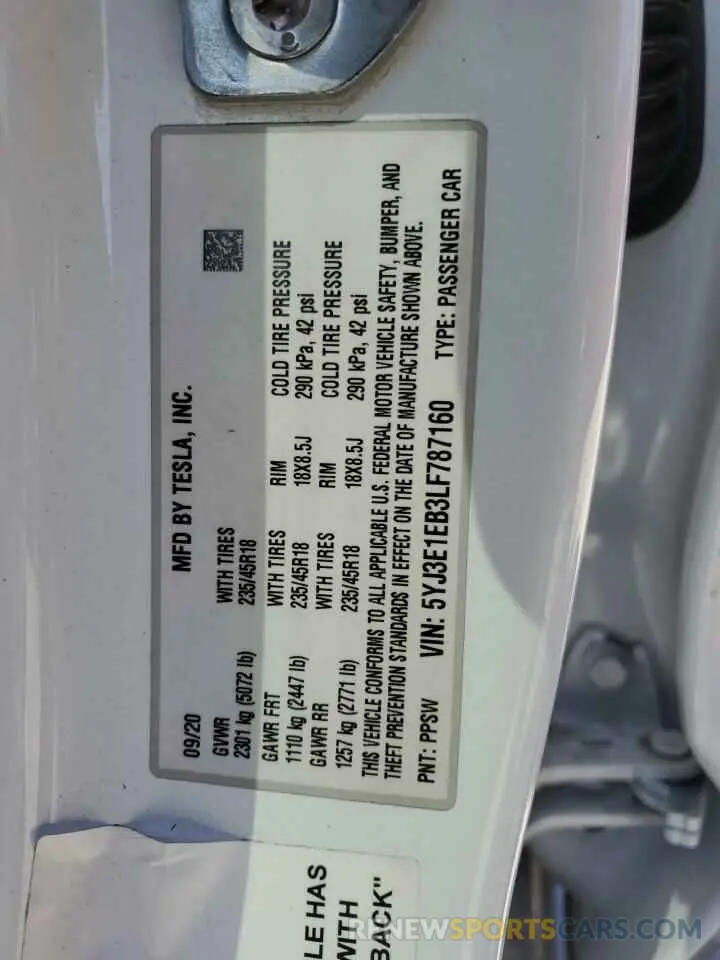 09/20 MFD BY TESLA, INC.
GVWR WITH TIRES
2301 kg (5072 lb) 235/45R18
GAWR FRT WITH TIRES RIM COLD TIRE PRESSURE
1110 kg (2447 lb) 235/45R18 18X8.5J 290 kPa, 42 psi
GAWR RR WITH TIRES RIM COLD TIRE PRESSURE
1257 kg (2771 lb) 235/45R18 18X8.5J 290 kPa, 42 psi
THIS VEHICLE CONFORMS TO ALL APPLICABLE U.S. FEDERAL MOTOR VEHICLE SAFETY, BUMPER, AND
THEFT PREVENTION STANDARDS IN EFFECT ON THE DATE OF MANUFACTURE SHOWN ABOVE.
PNT: PPSW VIN: 5YJ3E1EB3LF787160 TYPE: PASSENGER CAR
LE HAS
WITH
BACK"
RENEWSPORTSCARS.COM